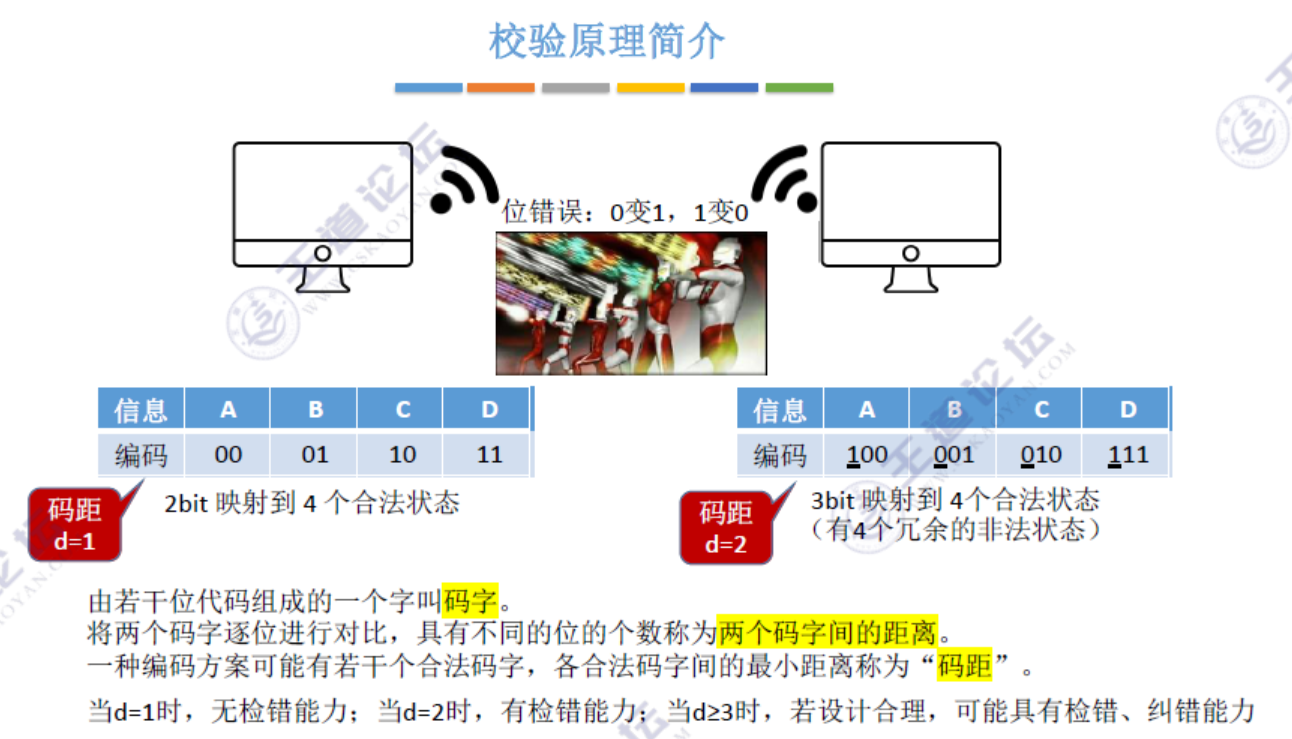 校验原理简介
位错误：0变1，1变0
信息 A B C D
编码 00 01 10 11
码距
d=1
2bit 映射到 4 个合法状态
信息 A B C D
编码 100 001 010 111
码距
d=2
3bit 映射到 4个合法状态
（有4个冗余的非法状态）
由若干位代码组成的一个字叫码字。
将两个码字逐位进行对比，具有不同的位的个数称为两个码字间的距离。
一种编码方案可能有若干个合法码字，各合法码字间的最小距离称为“码距”。
当d=1时，无检错能力；当d=2时，有检错能力；当d≥3时，若设计合理，可能具有检错、纠错能力
王道论坛
WWW.CSKAOYAN.COM